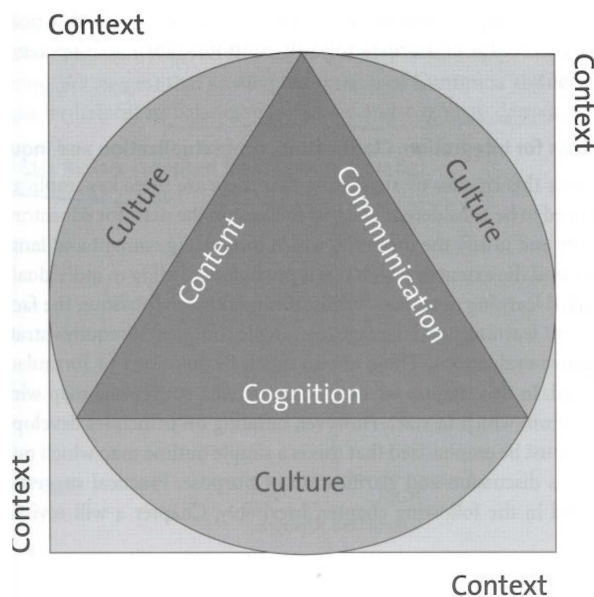 Context
Context
Culture
Culture
Content
Communication
Cognition
Culture
Context
Context